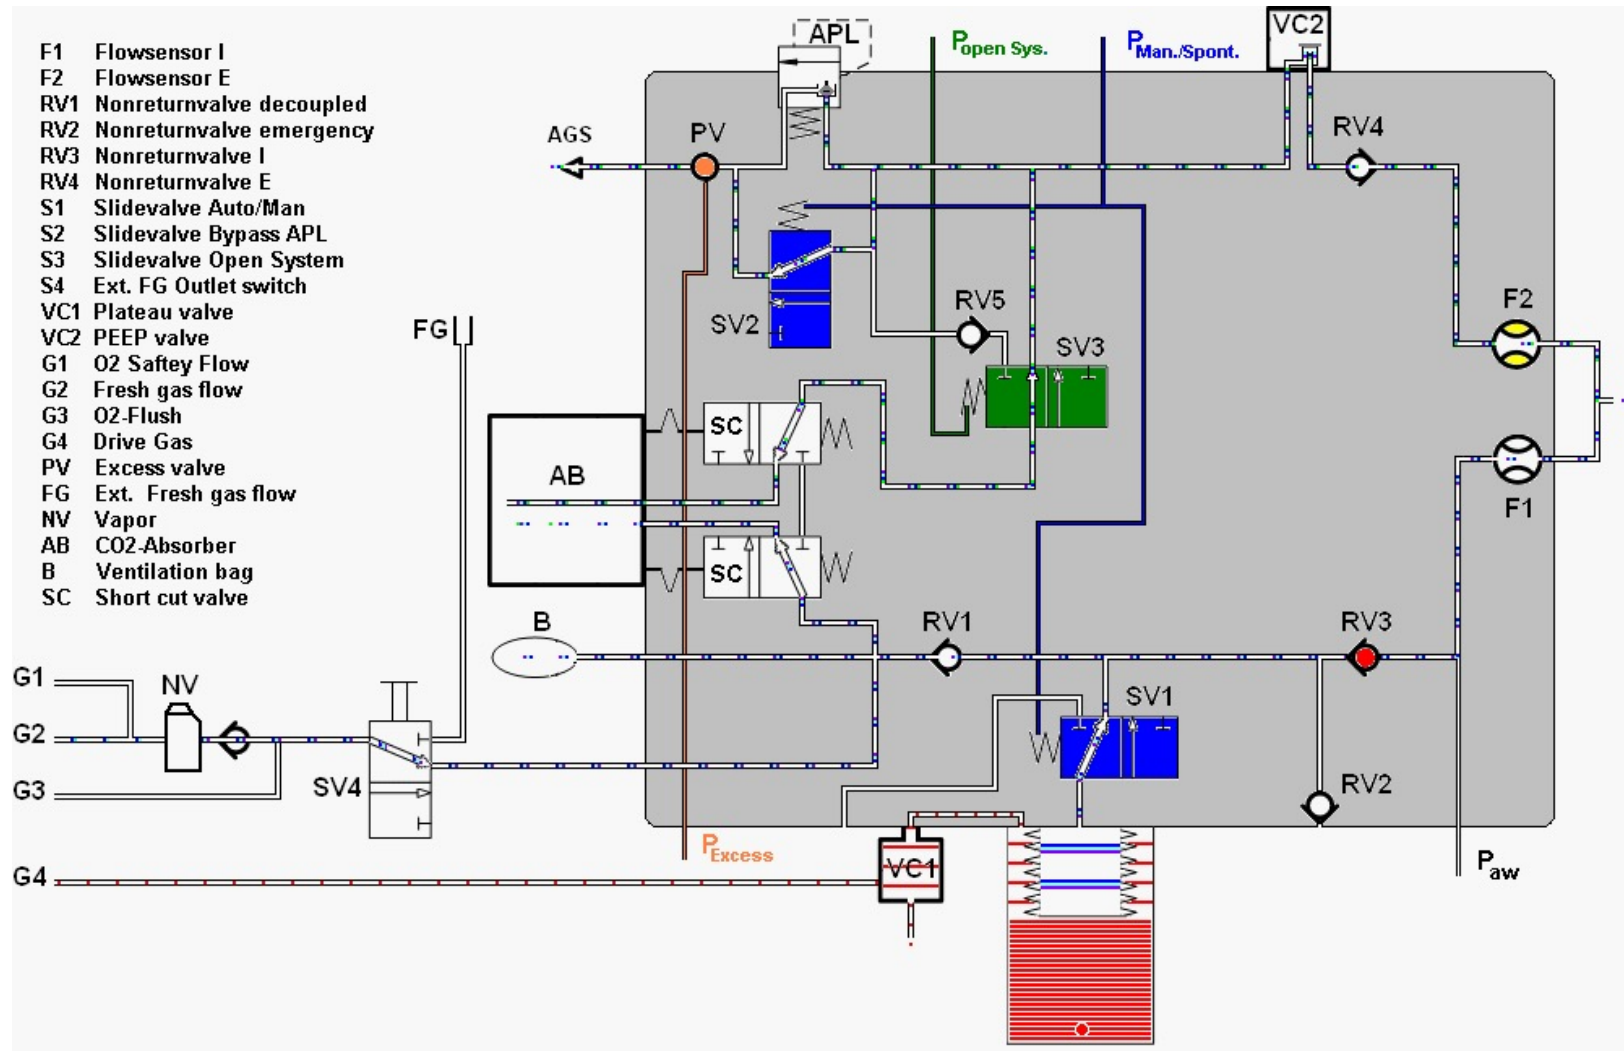 F1 Flowsensor I
F2 Flowsensor E
RV1 Nonreturnvalve decoupled
RV2 Nonreturnvalve emergency
RV3 Nonreturnvalve I
RV4 Nonreturnvalve E
S1 Slidevalve Auto/Man
S2 Slidevalve Bypass APL
S3 Slidevalve Open System
S4 Ext. FG Outlet switch
VC1 Plateau valve
VC2 PEEP valve
G1 O2 Saftey Flow
G2 Fresh gas flow
G3 O2-Flush
G4 Drive Gas
PV Excess valve
FG Ext. Fresh gas flow
NV Vapor
AB CO2-Absorber
B Ventilation bag
SC Short cut valve
APL
Popen Sys.
PMan./Spont.
VC2
AGS
PV
RV4
SV2
RV5
SV3
F2
FG
SC
AB
F1
SC
B
RV1
RV3
G1
NV
SV1
G2
G3
SV4
RV2
PExcess
VC1
Paw
G4